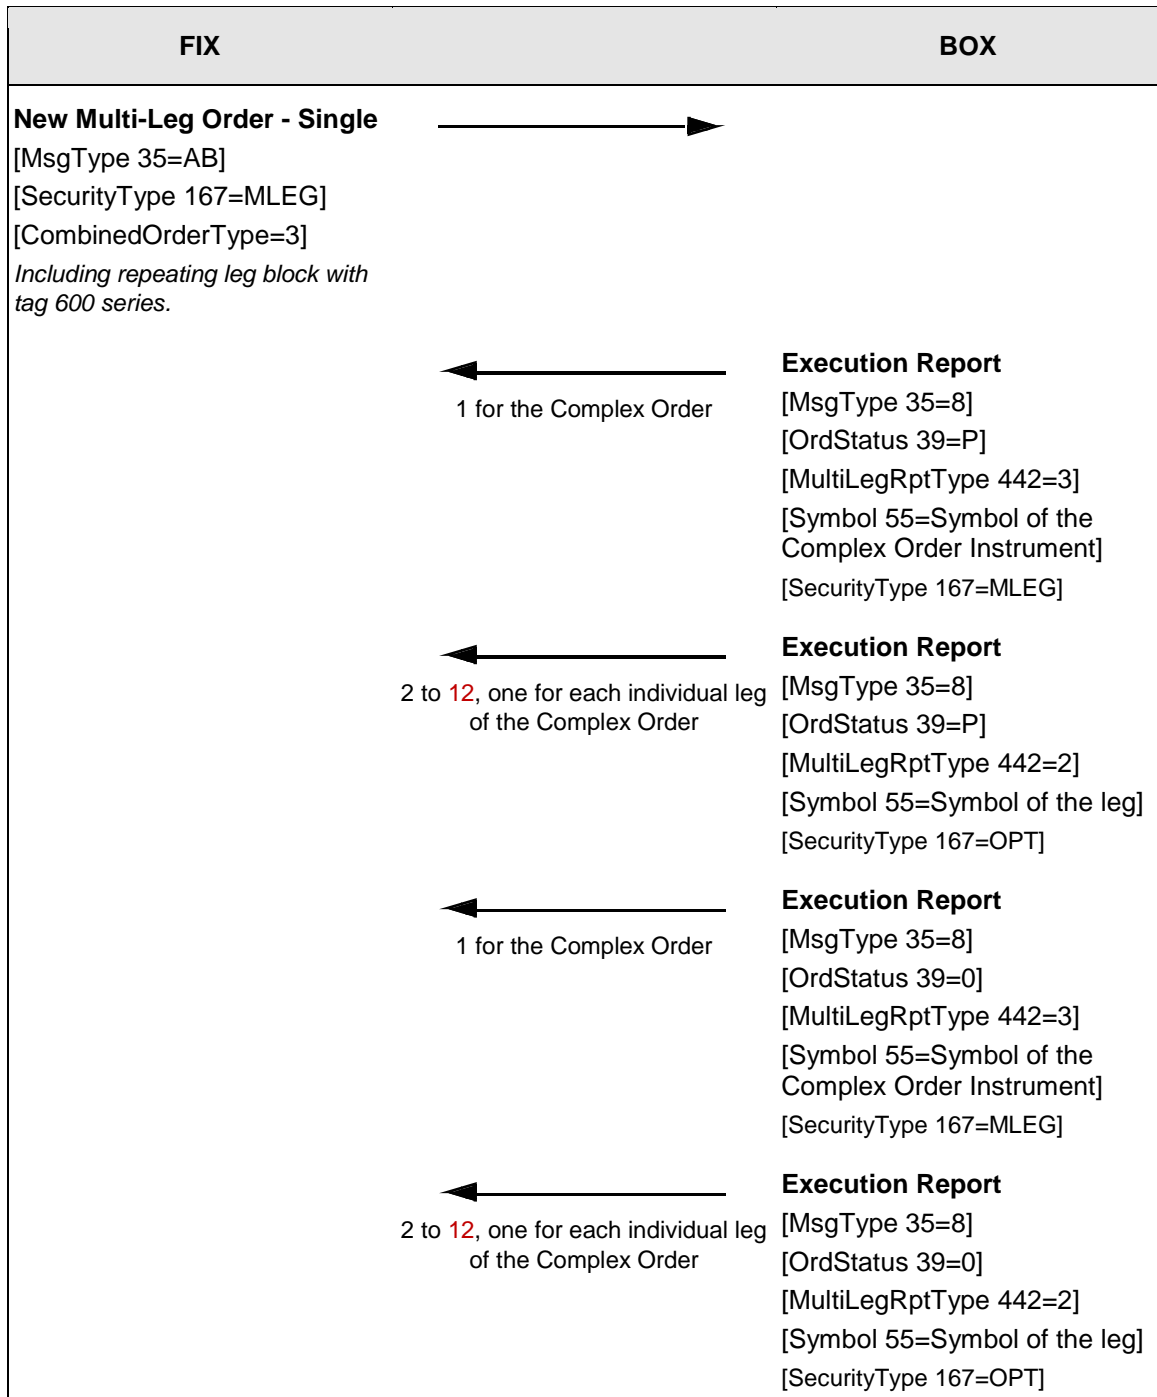 FIX
BOX
New Multi-Leg Order - Single
[MsgType 35=AB]
[SecurityType 167=MLEG]
[CombinedOrderType=3]
Including repeating leg block with
tag 600 series.
1 for the Complex Order
Execution Report
[MsgType 35=8]
[OrdStatus 39=P]
[MultiLegRptType 442=3]
[Symbol 55=Symbol of the
Complex Order Instrument]
[SecurityType 167=MLEG]
2 to 12, one for each individual leg
of the Complex Order
Execution Report
[MsgType 35=8]
[OrdStatus 39=P]
[MultiLegRptType 442=2]
[Symbol 55=Symbol of the leg]
[SecurityType 167=OPT]
1 for the Complex Order
Execution Report
[MsgType 35=8]
[OrdStatus 39=0]
[MultiLegRptType 442=3]
[Symbol 55=Symbol of the
Complex Order Instrument]
[SecurityType 167=MLEG]
2 to 12, one for each individual leg
of the Complex Order
Execution Report
[MsgType 35=8]
[OrdStatus 39=0]
[MultiLegRptType 442=2]
[Symbol 55=Symbol of the leg]
[SecurityType 167=OPT]